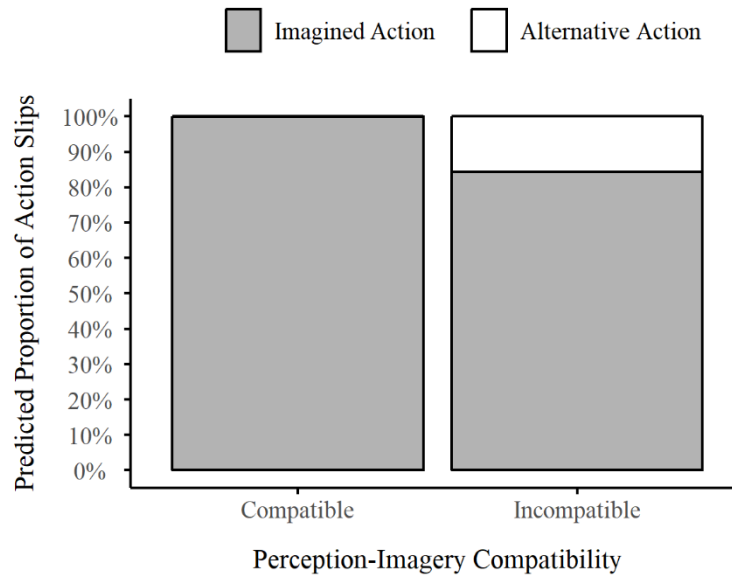 Imagined Action
Alternative Action
Predicted Proportion of Action Slips
100%
90%
80%
70%
60%
50%
40%
30%
20%
10%
0%
Compatible
Incompatible
Perception-Imagery Compatibility